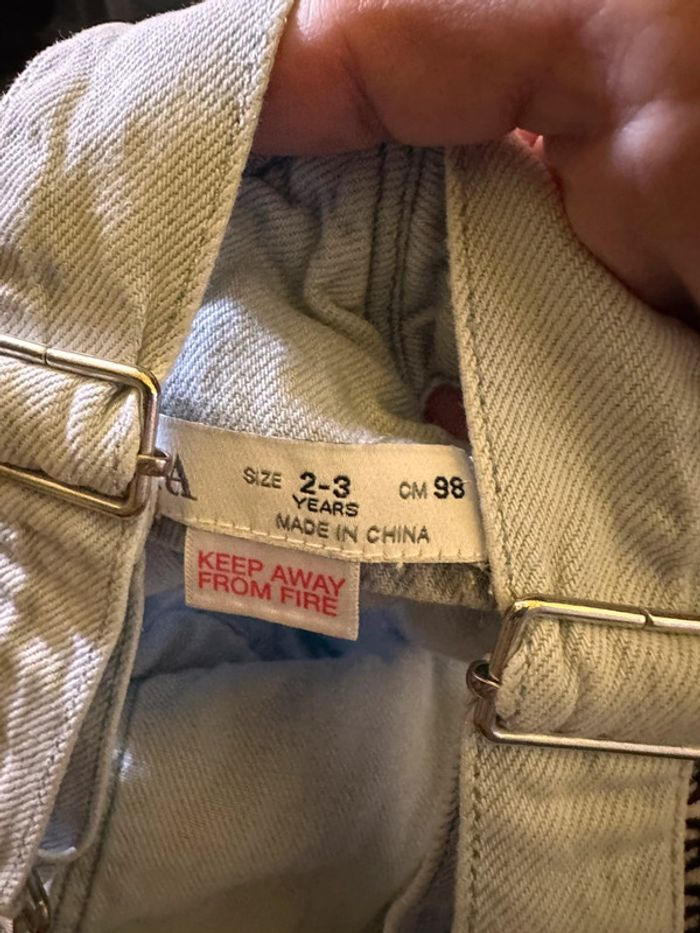 A SIZE 2-3 CM 98
YEARS
MADE IN CHINA
KEEP AWAY
FROM FIRE